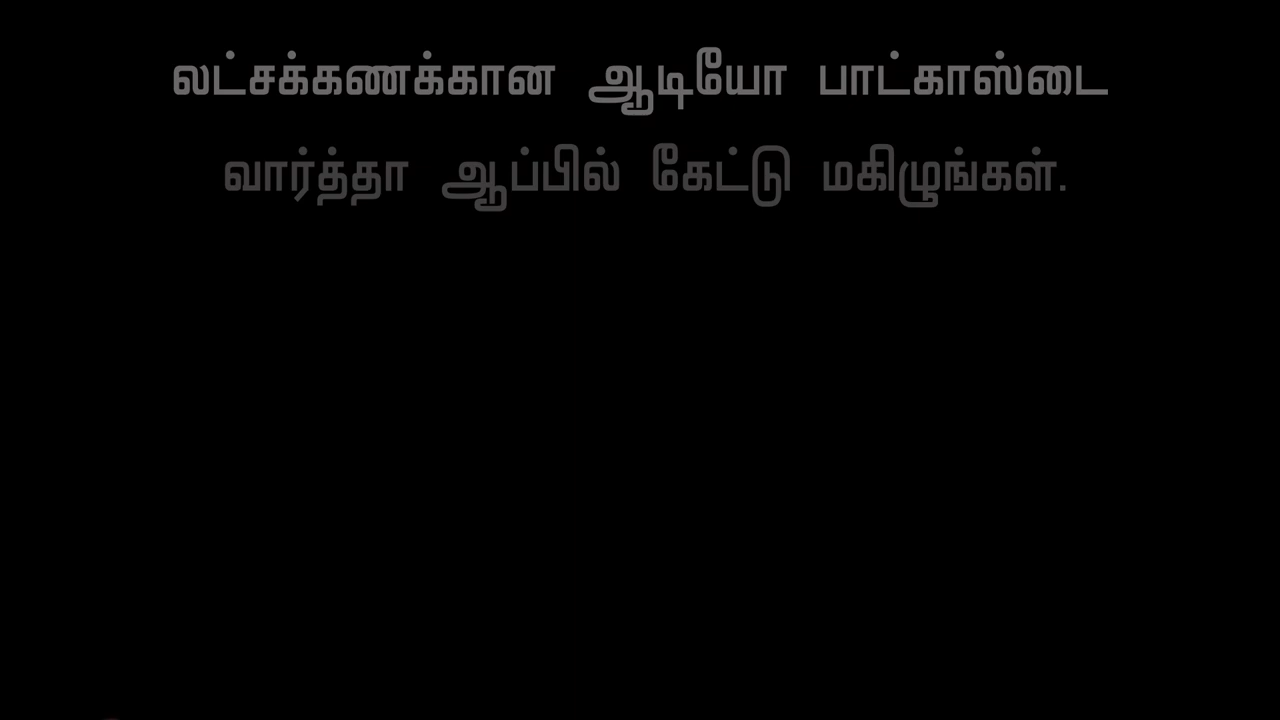 லட்சக்கணக்கான ஆடியோ பாட்காஸ்டை
வார்த்தா ஆப்பில் கேட்டு மகிழுங்கள்.